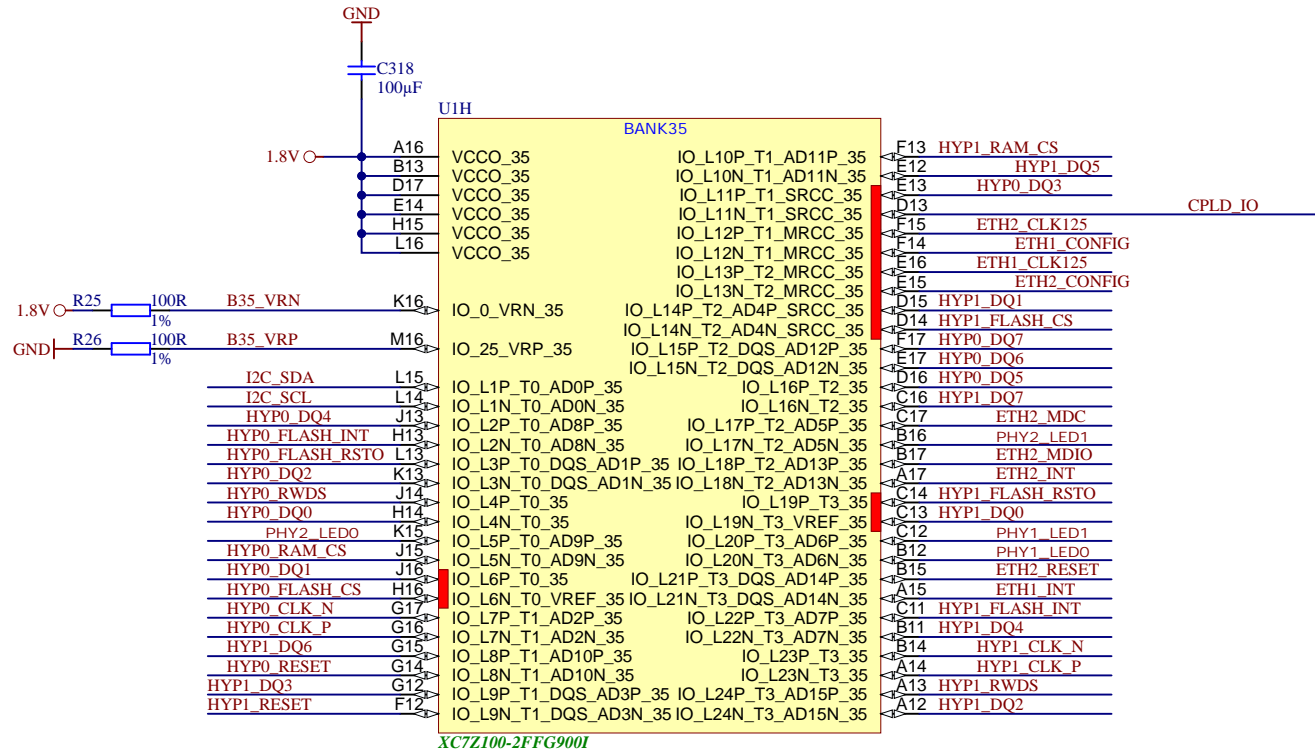 GND
C318
100µF
U1H
BANK35
1.8V
A16 VCCO_35
B13 VCCO_35
D17 VCCO_35
E14 VCCO_35
H15 VCCO_35
L16 VCCO_35
1.8V R25 100R 1% B35_VRN K16 IO_0_VRN_35
GND R26 100R 1% B35_VRP M16 IO_25_VRP_35
I2C_SDA L15 IO_L1P_T0_AD0P_35
I2C_SCL L14 IO_L1N_T0_AD0N_35
HYP0_DQ4 J13 IO_L2P_T0_AD8P_35
HYP0_FLASH_INT H13 IO_L2N_T0_AD8N_35
HYP0_FLASH_RSTO L13 IO_L3P_T0_DQS_AD1P_35
HYP0_DQ2 K13 IO_L3N_T0_DQS_AD1N_35
HYP0_RWDS J14 IO_L4P_T0_35
HYP0_DQ0 H14 IO_L4N_T0_35
PHY2_LED0 K15 IO_L5P_T0_AD9P_35
HYP0_RAM_CS J15 IO_L5N_T0_AD9N_35
HYP0_DQ1 J16 IO_L6P_T0_35
HYP0_FLASH_CS H16 IO_L6N_T0_VREF_35
HYP0_CLK_N G17 IO_L7P_T1_AD2P_35
HYP0_CLK_P G16 IO_L7N_T1_AD2N_35
HYP1_DQ6 G15 IO_L8P_T1_AD10P_35
HYP0_RESET G14 IO_L8N_T1_AD10N_35
HYP1_DQ3 G12 IO_L9P_T1_DQS_AD3P_35
HYP1_RESET F12 IO_L9N_T1_DQS_AD3N_35
IO_L10P_T1_AD11P_35 F13 HYP1_RAM_CS
IO_L10N_T1_AD11N_35 E12 HYP1_DQ5
IO_L11P_T1_SRCC_35 E13 HYP0_DQ3
IO_L11N_T1_SRCC_35 D13 CPLD_IO
IO_L12P_T1_MRCC_35 F15 ETH2_CLK125
IO_L12N_T1_MRCC_35 F14 ETH1_CONFIG
IO_L13P_T2_MRCC_35 E16 ETH1_CLK125
IO_L13N_T2_MRCC_35 E15 ETH2_CONFIG
IO_L14P_T2_AD4P_SRCC_35 D15 HYP1_DQ1
IO_L14N_T2_AD4N_SRCC_35 D14 HYP1_FLASH_CS
IO_L15P_T2_DQS_AD12P_35 F17 HYP0_DQ7
IO_L15N_T2_DQS_AD12N_35 E17 HYP0_DQ6
IO_L16P_T2_35 D16 HYP0_DQ5
IO_L16N_T2_35 C16 HYP1_DQ7
IO_L17P_T2_AD5P_35 C17 ETH2_MDC
IO_L17N_T2_AD5N_35 B16 PHY2_LED1
IO_L18P_T2_AD13P_35 B17 ETH2_MDIO
IO_L18N_T2_AD13N_35 A17 ETH2_INT
IO_L19P_T3_35 C14 HYP1_FLASH_RSTO
IO_L19N_T3_VREF_35 C13 HYP1_DQ0
IO_L20P_T3_AD6P_35 C12 PHY1_LED1
IO_L20N_T3_AD6N_35 B12 PHY1_LED0
IO_L21P_T3_DQS_AD14P_35 B15 ETH2_RESET
IO_L21N_T3_DQS_AD14N_35 A15 ETH1_INT
IO_L22P_T3_AD7P_35 C11 HYP1_FLASH_INT
IO_L22N_T3_AD7N_35 B11 HYP1_DQ4
IO_L23P_T3_35 B14 HYP1_CLK_N
IO_L23N_T3_35 A14 HYP1_CLK_P
IO_L24P_T3_AD15P_35 A13 HYP1_RWDS
IO_L24N_T3_AD15N_35 A12 HYP1_DQ2
XC7Z100-2FFG900I